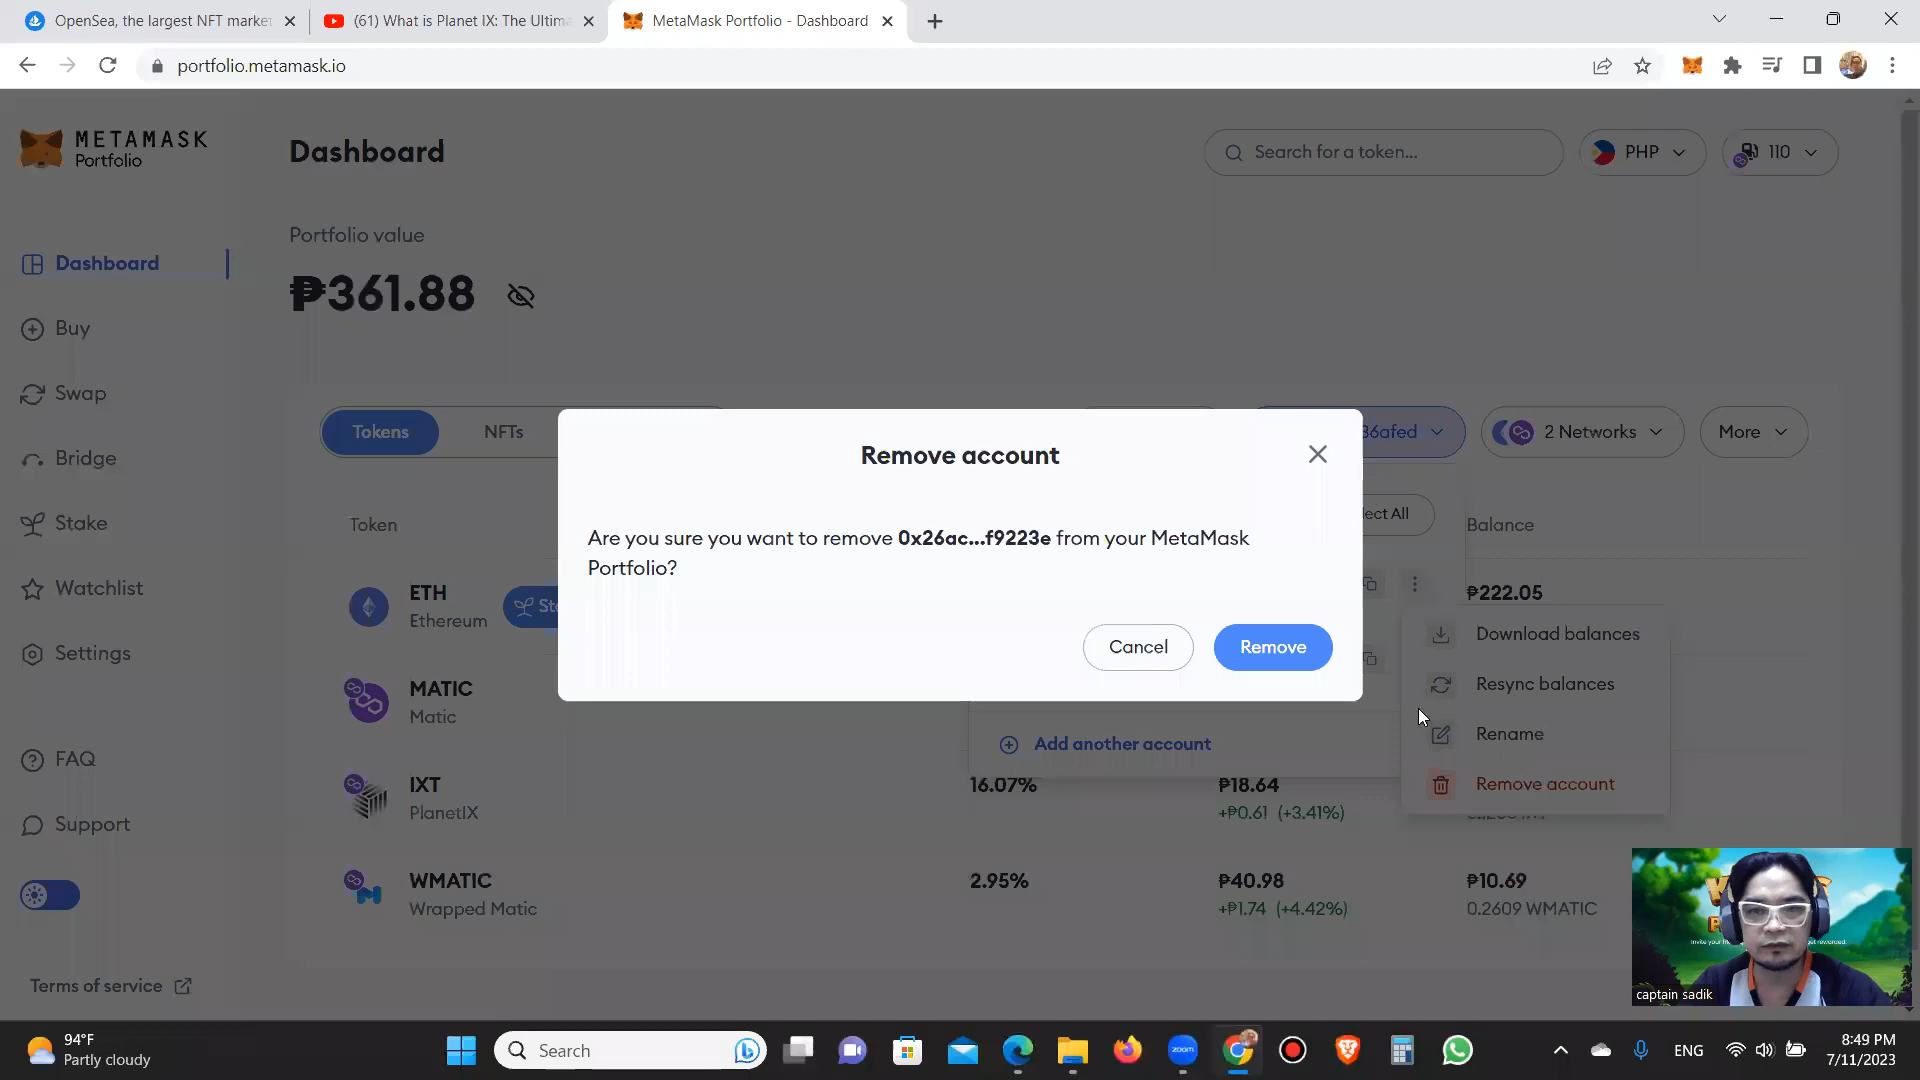 OpenSea, the largest NFT market
(61) What is Planet IX: The Ultim
MetaMask Portfolio - Dashboard
portfolio.metamask.io
METAMASK
Portfolio
Dashboard
Search for a token...
PHP
110
Portfolio value
₱361.88
Dashboard
Buy
Swap
Bridge
Stake
Watchlist
Settings
FAQ
Support
Terms of service
Tokens
NFTs
36afed
2 Networks
More
Remove account
Are you sure you want to remove 0x26ac...f9223e from your MetaMask
Portfolio?
Cancel
Remove
Token
lect All
Balance
ETH
Ethereum
₱222.05
Download balances
Resync balances
Rename
Remove account
Add another account
MATIC
Matic
IXT
PlanetIX
16.07%
₱18.64
+₱0.61 (+3.41%)
WMATIC
Wrapped Matic
2.95%
₱40.98
+₱1.74 (+4.42%)
₱10.69
0.2609 WMATIC
captain sadik
94°F
Partly cloudy
Search
zoom
ENG
8:49 PM
7/11/2023